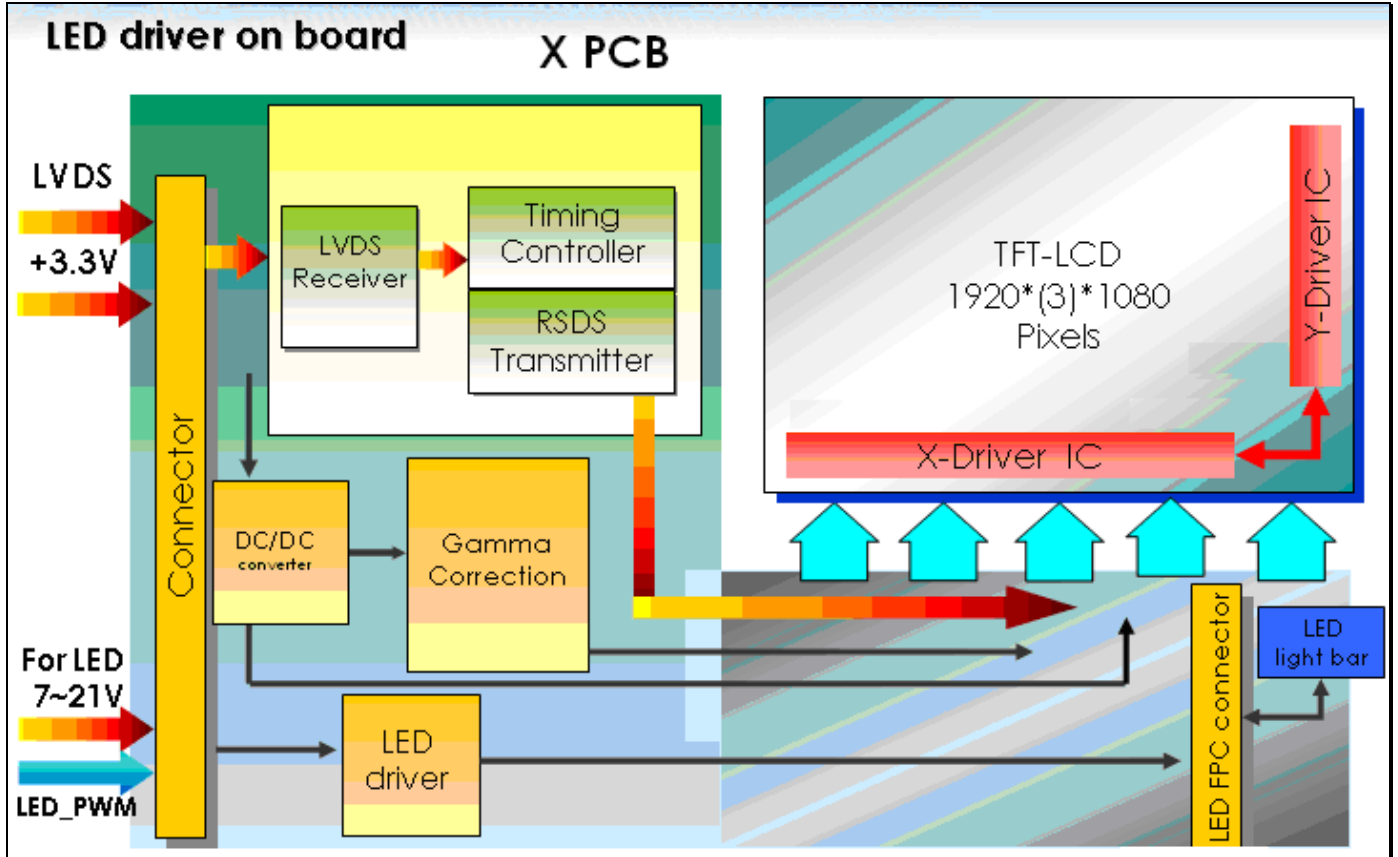 LED driver on board
X PCB
LVDS
+3.3V
For LED
7~21V
LED_PWM
Connector
LVDS
Receiver
Timing
Controller
RSDS
Transmitter
DC/DC
converter
Gamma
Correction
LED
driver
TFT-LCD
1920*(3)*1080
Pixels
Y-Driver IC
X-Driver IC
LED FPC connector
LED
light bar